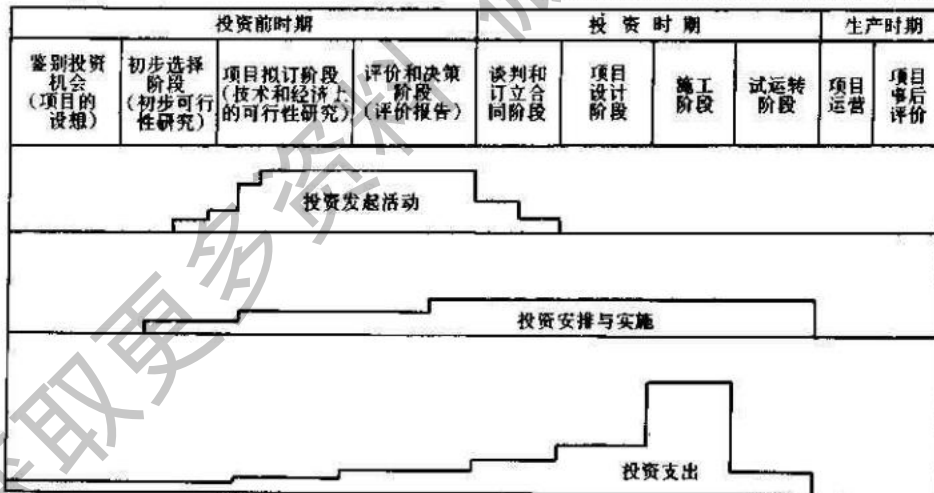 投资前时期
投资时期
生产时期
鉴别投资
机会
(项目的
设想)
初步选择
阶段
(初步可行
性研究)
项目拟订阶段
(技术和经济上
的可行性研究)
评价和决策
阶段
(评价报告)
谈判和
订立合
同阶段
项目
设计
阶段
施工
阶段
试运转
阶段
项目
运营
项目
事后
评价
投资发起活动
投资安排与实施
投资支出
取更多资料